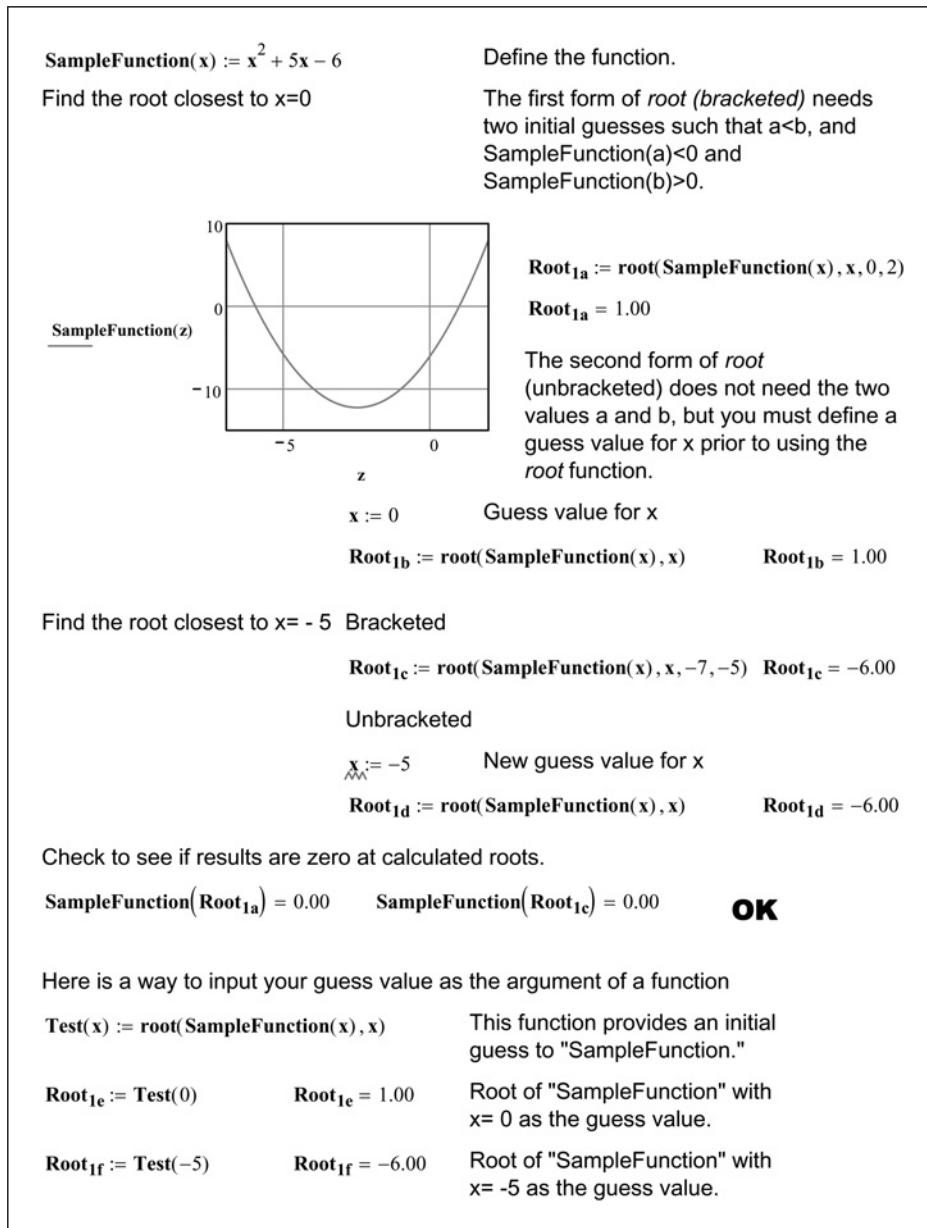 SampleFunction(x) := x² + 5x − 6
Define the function.
Find the root closest to x=0
The first form of root (bracketed) needs
two initial guesses such that a<b, and
SampleFunction(a)<0 and
SampleFunction(b)>0.
10
0
−10
SampleFunction(z)
−5
0
z
Root1a := root(SampleFunction(x), x, 0, 2)
Root1a = 1.00
The second form of root
(unbracketed) does not need the two
values a and b, but you must define a
guess value for x prior to using the
root function.
x := 0 Guess value for x
Root1b := root(SampleFunction(x), x) Root1b = 1.00
Find the root closest to x= - 5 Bracketed
Root1c := root(SampleFunction(x), x, −7, −5) Root1c = −6.00
Unbracketed
x := −5 New guess value for x
Root1d := root(SampleFunction(x), x) Root1d = −6.00
Check to see if results are zero at calculated roots.
SampleFunction(Root1a) = 0.00 SampleFunction(Root1c) = 0.00 OK
Here is a way to input your guess value as the argument of a function
Test(x) := root(SampleFunction(x), x)
This function provides an initial
guess to "SampleFunction."
Root1e := Test(0) Root1e = 1.00
Root of "SampleFunction" with
x= 0 as the guess value.
Root1f := Test(−5) Root1f = −6.00
Root of "SampleFunction" with
x= -5 as the guess value.